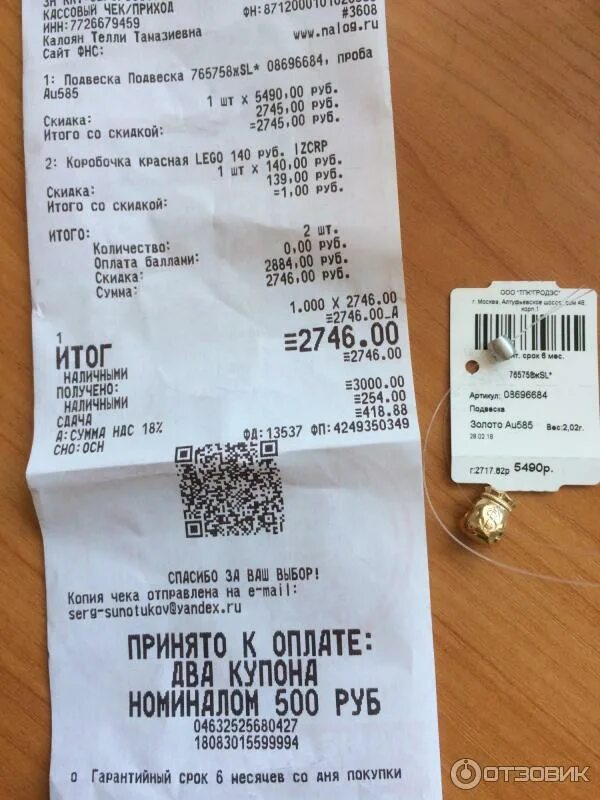 КАССОВЫЙ ЧЕК/ПРИХОД
ИНН:7726679459
Калоян Телли Тамазиевна
Сайт ФНС:
#3608
www.nalog.ru
1: Подвеска Подвеска 765758жSL* 08696684, проба
Au585
1 шт X 5490,00 руб.
Скидка: 2745,00 руб.
Итого со скидкой: =2745,00 руб.
2: Коробочка красная LEGO 140 руб. IZCRP
1 шт X 140,00 руб.
Скидка: 139,00 руб.
Итого со скидкой: =1,00 руб.
ИТОГО:
Количество: 2 шт.
Оплата баллами: 0,00 руб.
Скидка: 2884,00 руб.
Сумма: 2746,00 руб.
1.000 X 2746.00
1 ≡2746.00_А
ИТОГ ≡2746.00
НАЛИЧНЫМИ ≡2746.00
ПОЛУЧЕНО:
НАЛИЧНЫМИ ≡3000.00
СДАЧА ≡254.00
А:СУММА НДС 18% ≡418.88
СНО:ОСН ФД:13537 ФП:4249350349
СПАСИБО ЗА ВАШ ВЫБОР!
Копия чека отправлена на e-mail:
serg-sunotukov@yandex.ru
ПРИНЯТО К ОПЛАТЕ:
ДВА КУПОНА
НОМИНАЛОМ 500 РУБ
04632525680427
18083015599994
о Гарантийный срок 6 месяцев со дня покупки
г. Москва, Алтуфьевское шоссе, дом 48,
корп.1
срок 6 мес.
765758жSL*
Артикул: 08696684
Подвеска
Золото Au585 Вес:2,02г.
28.02.18
г:2717.82р 5490р.
ОТЗОВИК